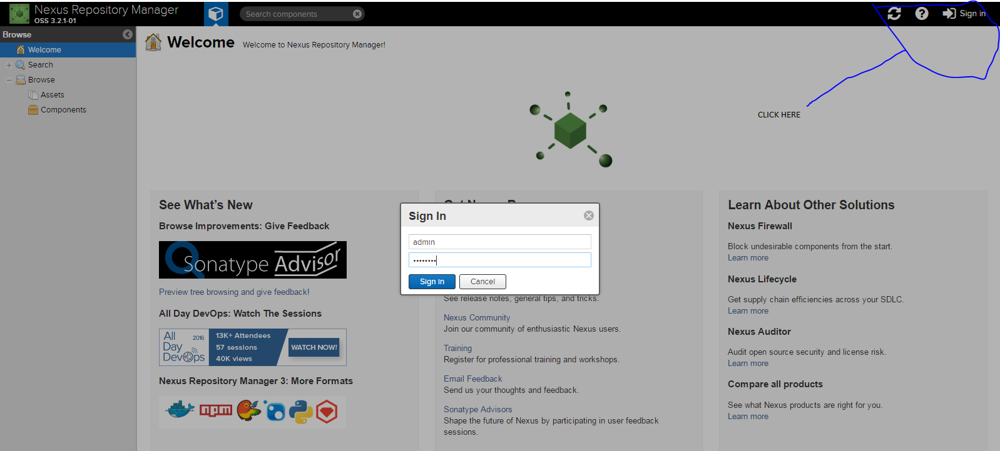 Nexus Repository Manager
OSS 3.2.1-01
Search components
Sign in
Browse
Welcome
Search
Browse
Assets
Components
Welcome Welcome to Nexus Repository Manager!
CLICK HERE
See What's New
Browse Improvements: Give Feedback
Sonatype Advisor
Preview tree browsing and give feedback!
All Day DevOps: Watch The Sessions
All
Day
DevOps
2016
13K+ Attendees
57 sessions
40K views
WATCH NOW!
Nexus Repository Manager 3: More Formats
docker
npm
Sign In
admin
••••••••
Sign In Cancel
See release notes, general tips, and tricks.
Nexus Community
Join our community of enthusiastic Nexus users.
Training
Register for professional training and workshops.
Email Feedback
Send us your thoughts and feedback.
Sonatype Advisors
Shape the future of Nexus by participating in user feedback
sessions.
Learn About Other Solutions
Nexus Firewall
Block undesirable components from the start.
Learn more
Nexus Lifecycle
Get supply chain efficiencies across your SDLC.
Learn more
Nexus Auditor
Audit open source security and license risk.
Learn more
Compare all products
See what Nexus products are right for you.
Learn more